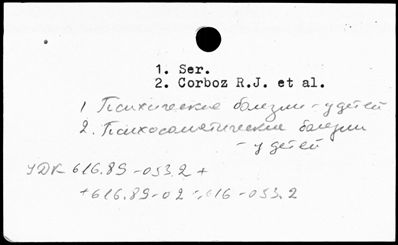 1. Ser.
2. Corboz R.J. et al.
1 Психические болезни - у детей
2. Психосоматические болезни
- у детей
УДК 616.89-053.2 +
+616.89-02:616-053.2